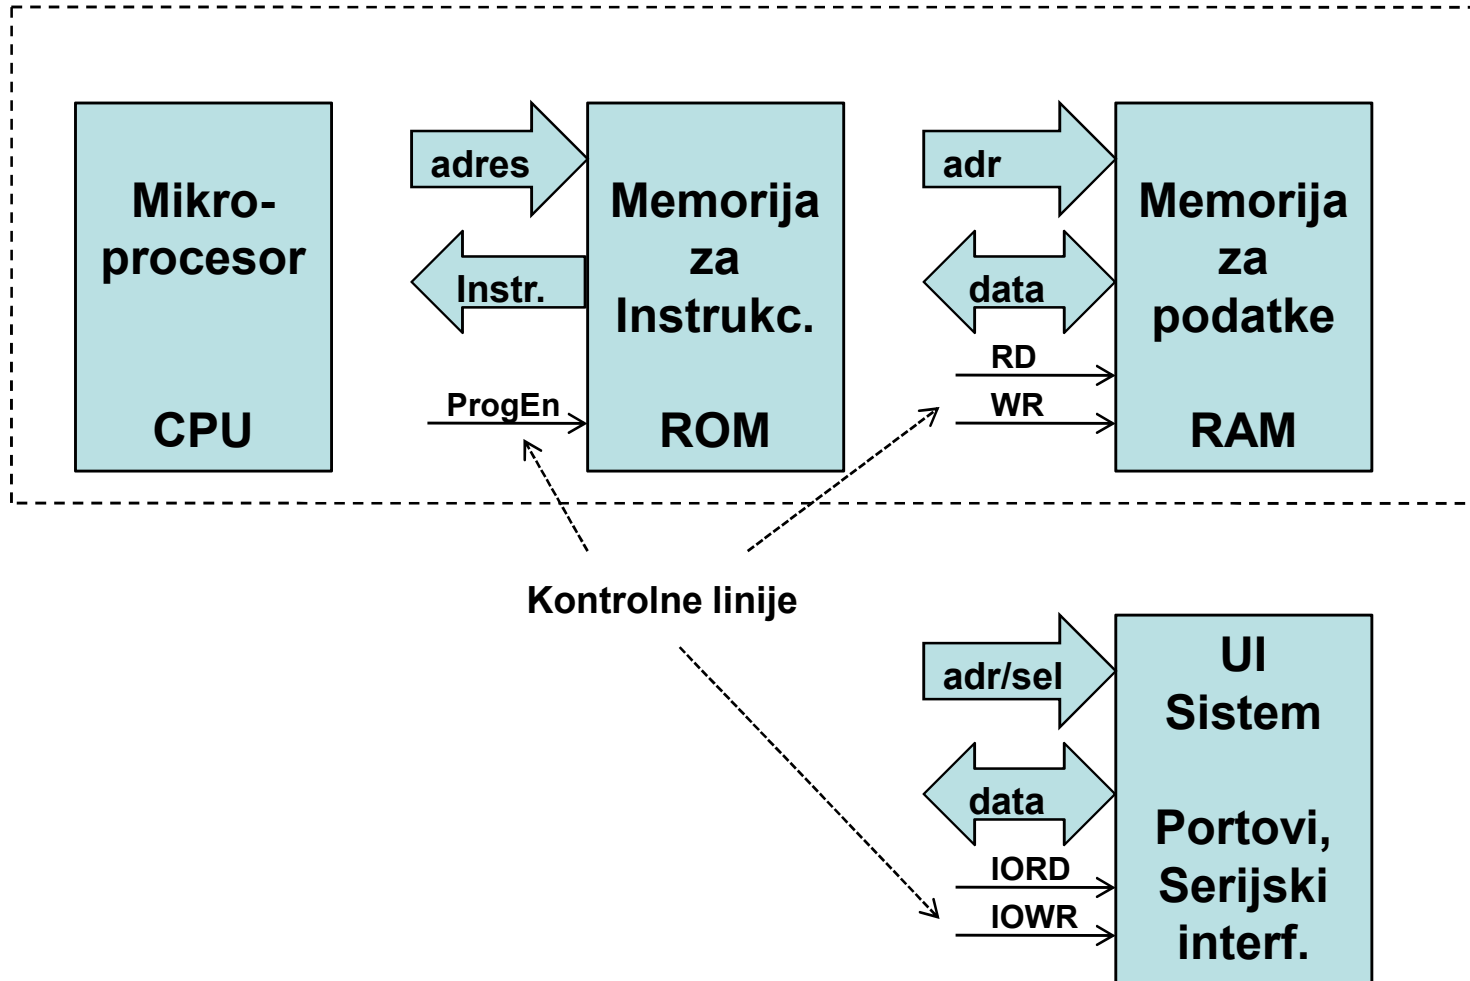 Mikro-
procesor
CPU
adres
Instr.
ProgEn
Memorija
za
Instrukc.
ROM
adr
data
RD
WR
Memorija
za
podatke
RAM
Kontrolne linije
adr/sel
data
IORD
IOWR
UI
Sistem
Portovi,
Serijski
interf.